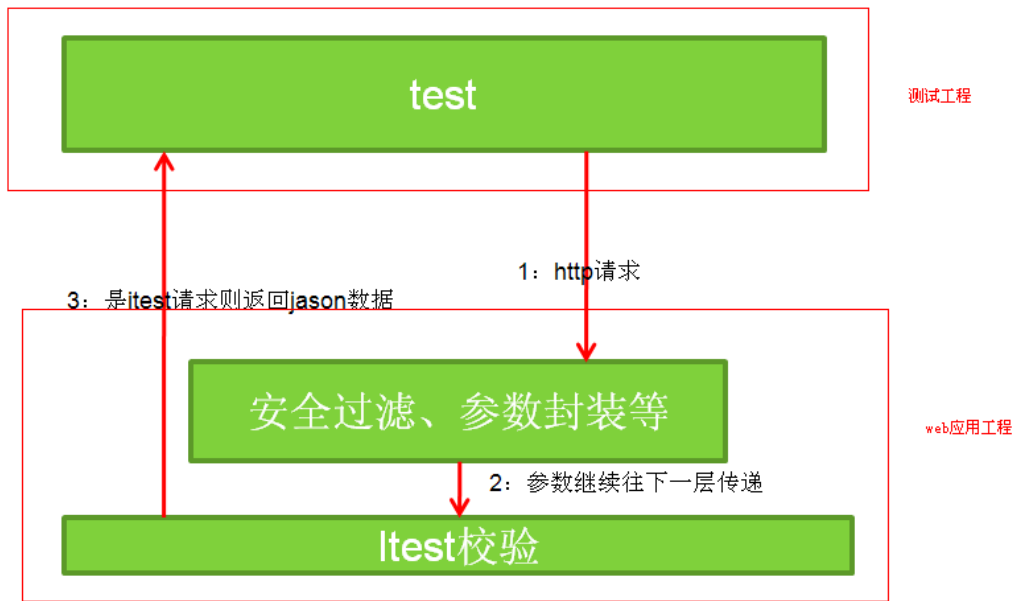 test
测试工程
1：http请求
3：是itest请求则返回jason数据
安全过滤、参数封装等
web应用工程
2：参数继续往下一层传递
Itest校验